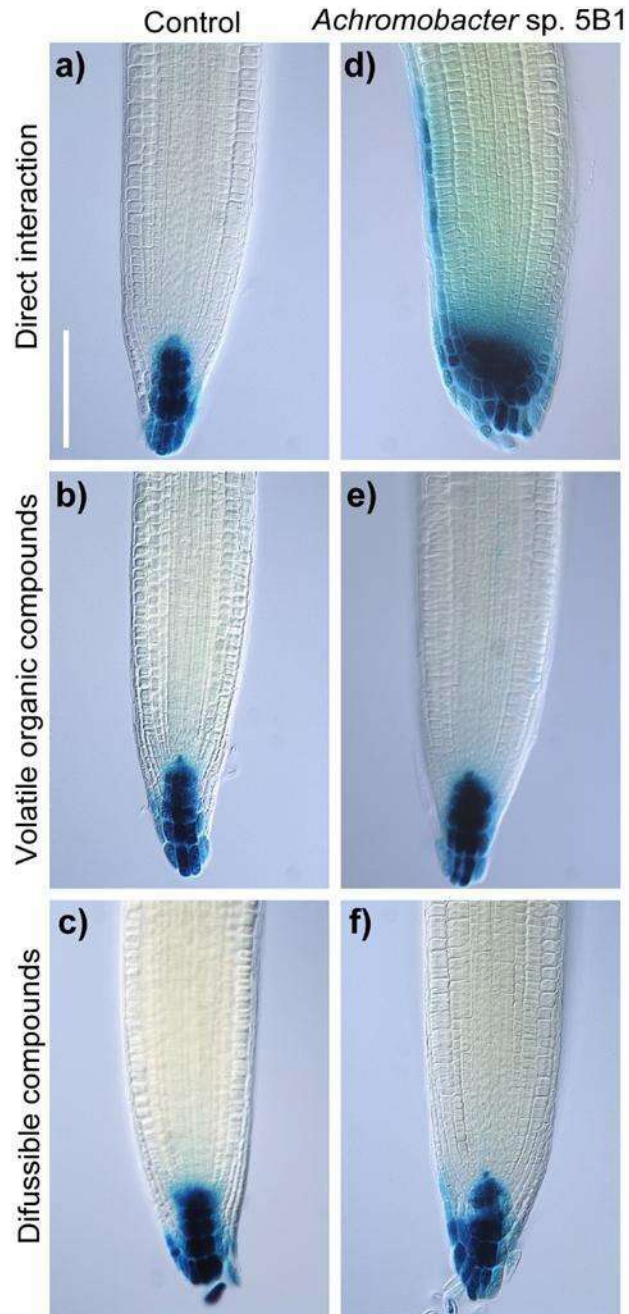 Control
Achromobacter sp. 5B1
Direct interaction
a)
d)
Volatile organic compounds
b)
e)
Difussible compounds
c)
f)